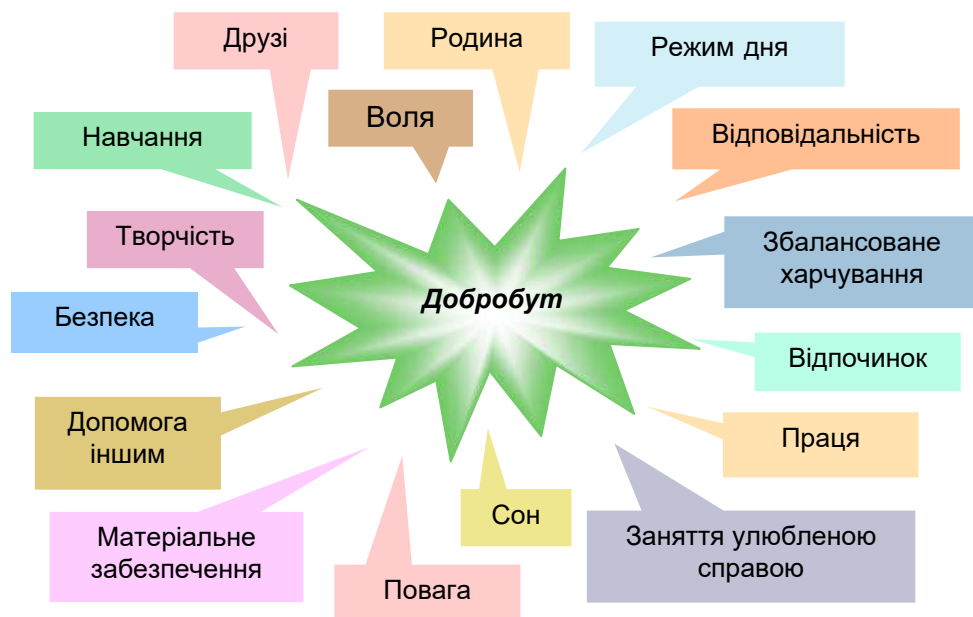 Друзі
Родина
Режим дня
Воля
Навчання
Відповідальність
Творчість
Збалансоване
харчування
Добробут
Безпека
Відпочинок
Допомога
іншим
Праця
Сон
Матеріальне
забезпечення
Заняття улюбленою
справою
Повага